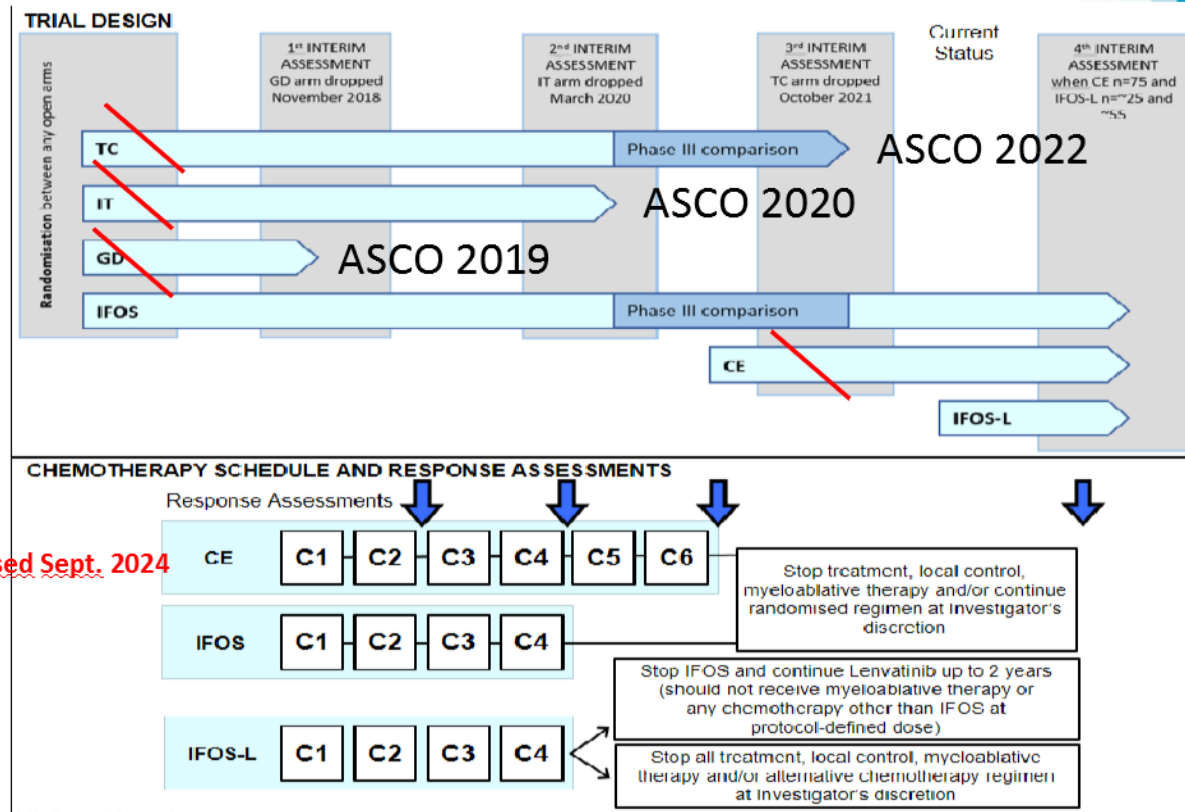 TRIAL DESIGN
Randomisation between any open arms
1st INTERIM
ASSESSMENT
GD arm dropped
November 2018
2nd INTERIM
ASSESSMENT
IT arm dropped
March 2020
3rd INTERIM
ASSESSMENT
TC arm dropped
October 2021
Current
Status
4th INTERIM
ASSESSMENT
when CE n=75 and
IFOS-L n=~25 and
~55
TC
Phase III comparison
ASCO 2022
IT
ASCO 2020
GD
ASCO 2019
IFOS
Phase III comparison
CE
IFOS-L
CHEMOTHERAPY SCHEDULE AND RESPONSE ASSESSMENTS
Response Assessments
sed Sept. 2024
CE C1 C2 C3 C4 C5 C6
Stop treatment, local control,
myeloablative therapy and/or continue
randomised regimen at Investigator's
discretion
IFOS C1 C2 C3 C4
Stop IFOS and continue Lenvatinib up to 2 years
(should not receive myeloablative therapy or
any chemotherapy other than IFOS at
protocol-defined dose)
IFOS-L C1 C2 C3 C4
Stop all treatment, local control, myeloablative
therapy and/or alternative chemotherapy regimen
at Investigator's discretion